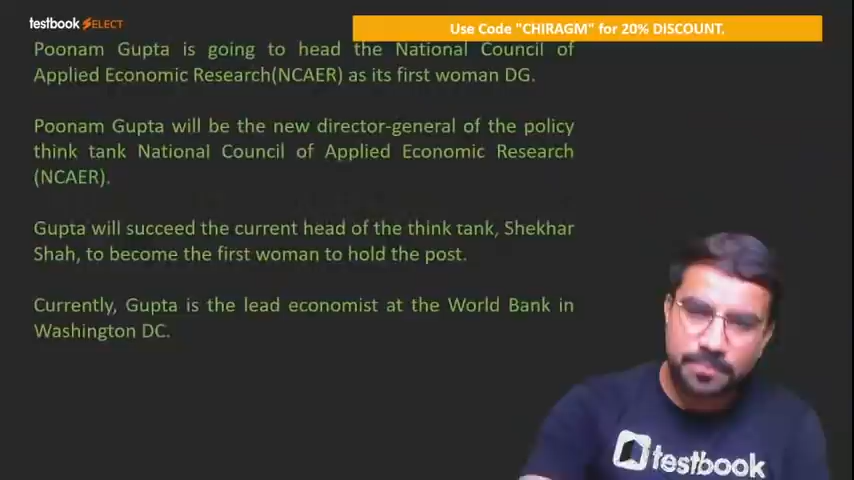 testbook SELECT
Use Code "CHIRAGM" for 20% DISCOUNT.
Poonam Gupta is going to head the National Council of
Applied Economic Research(NCAER) as its first woman DG.
Poonam Gupta will be the new director-general of the policy
think tank National Council of Applied Economic Research
(NCAER).
Gupta will succeed the current head of the think tank, Shekhar
Shah, to become the first woman to hold the post.
Currently, Gupta is the lead economist at the World Bank in
Washington DC.
testbook